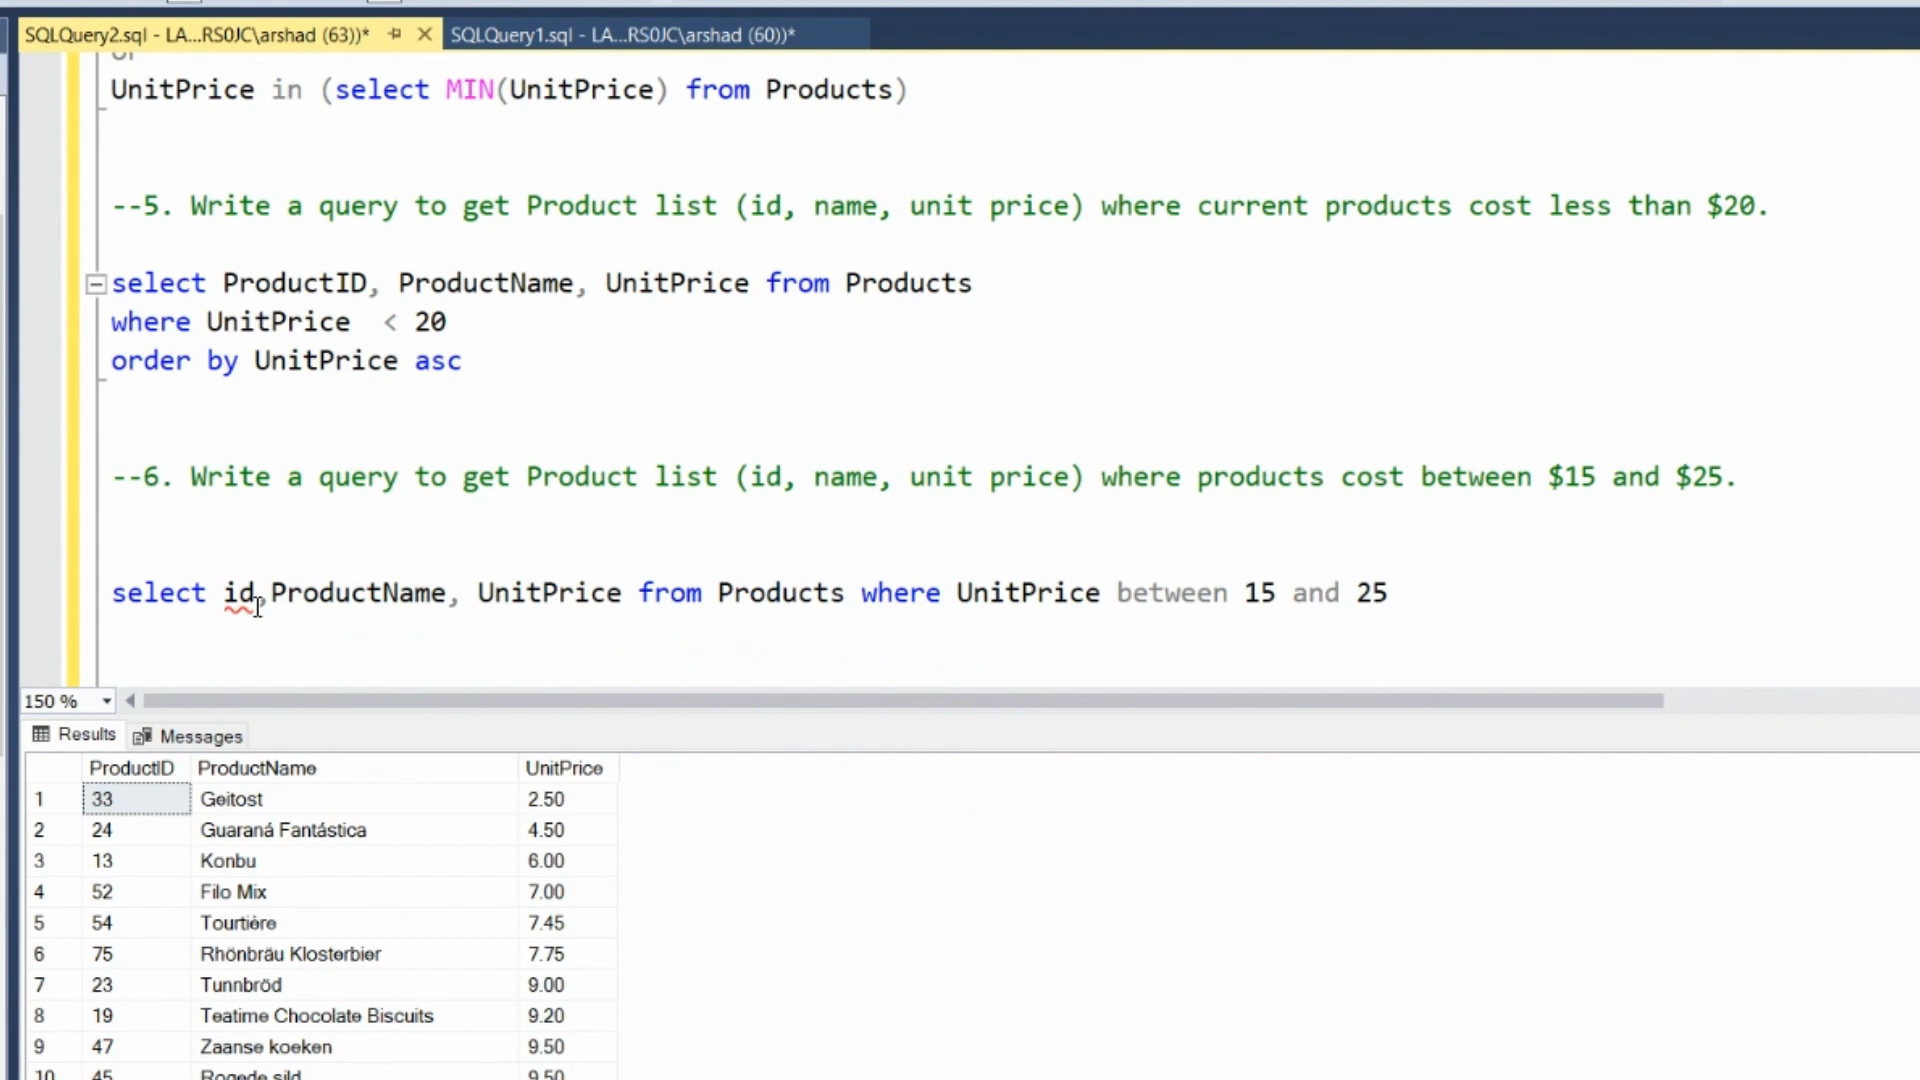 SQLQuery2.sql - LA...RS0JC\arshad (63))*
SQLQuery1.sql - LA...RS0JC\arshad (60))*
or
UnitPrice in (select MIN(UnitPrice) from Products)
--5. Write a query to get Product list (id, name, unit price) where current products cost less than $20.
select ProductID, ProductName, UnitPrice from Products
where UnitPrice  < 20
order by UnitPrice asc
--6. Write a query to get Product list (id, name, unit price) where products cost between $15 and $25.
select id,ProductName, UnitPrice from Products where UnitPrice between 15 and 25
150 %
Results Messages
ProductID ProductName UnitPrice
1 33 Geitost 2.50
2 24 Guaraná Fantástica 4.50
3 13 Konbu 6.00
4 52 Filo Mix 7.00
5 54 Tourtière 7.45
6 75 Rhönbräu Klosterbier 7.75
7 23 Tunnbröd 9.00
8 19 Teatime Chocolate Biscuits 9.20
9 47 Zaanse koeken 9.50
10 45 Rogede sild 9.50